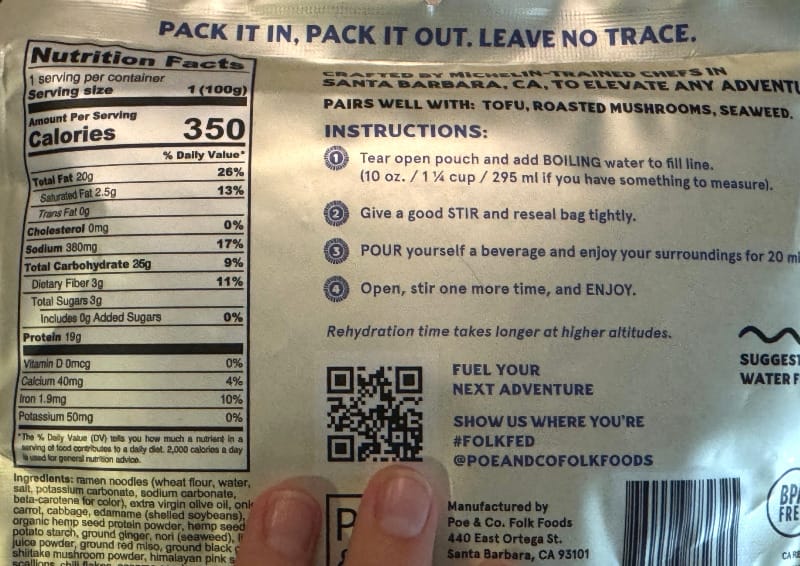 PACK IT IN, PACK IT OUT. LEAVE NO TRACE.
Nutrition Facts
1 serving per container
Serving size 1 (100g)
Amount Per Serving
Calories 350
% Daily Value*
Total Fat 20g 26%
Saturated Fat 2.5g 13%
Trans Fat 0g
Cholesterol 0mg 0%
Sodium 380mg 17%
Total Carbohydrate 25g 9%
Dietary Fiber 3g 11%
Total Sugars 3g
Includes 0g Added Sugars 0%
Protein 19g
Vitamin D 0mcg 0%
Calcium 40mg 4%
Iron 1.9mg 10%
Potassium 50mg 0%
*The % Daily Value (DV) tells you how much a nutrient in a
serving of food contributes to a daily diet. 2,000 calories a day
is used for general nutrition advice.
Ingredients: ramen noodles (wheat flour, water,
salt, potassium carbonate, sodium carbonate,
beta-carotene for color), extra virgin olive oil,
carrot, cabbage, edamame (shelled soybeans),
organic hemp seed protein powder, hemp seed
potato starch, ground ginger, nori (seaweed),
juice powder, ground red miso, ground black
shiitake mushroom powder, himalayan pink
scallions, chili flakes
CRAFTED BY MICHELIN-TRAINED CHEFS IN
SANTA BARBARA, CA, TO ELEVATE ANY ADVENTU
PAIRS WELL WITH: TOFU, ROASTED MUSHROOMS, SEAWEED.
INSTRUCTIONS:
1 Tear open pouch and add BOILING water to fill line.
(10 oz. / 1 ¼ cup / 295 ml if you have something to measure).
2 Give a good STIR and reseal bag tightly.
3 POUR yourself a beverage and enjoy your surroundings for 20 mi
4 Open, stir one more time, and ENJOY.
Rehydration time takes longer at higher altitudes.
SUGGEST
WATER F
FUEL YOUR
NEXT ADVENTURE
SHOW US WHERE YOU'RE
#FOLKFED
@POEANDCOFOLKFOODS
P
Manufactured by
Poe & Co. Folk Foods
440 East Ortega St.
Santa Barbara, CA 93101
BP
FRE
CA RE